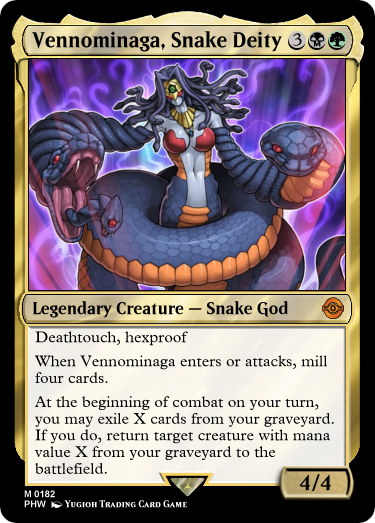 Vennominaga, Snake Deity 3
Legendary Creature — Snake God
Deathtouch, hexproof
When Vennominaga enters or attacks, mill
four cards.
At the beginning of combat on your turn,
you may exile X cards from your graveyard.
If you do, return target creature with mana
value X from your graveyard to the
battlefield.
4/4
M 0182
PHW Yugioh Trading Card Game